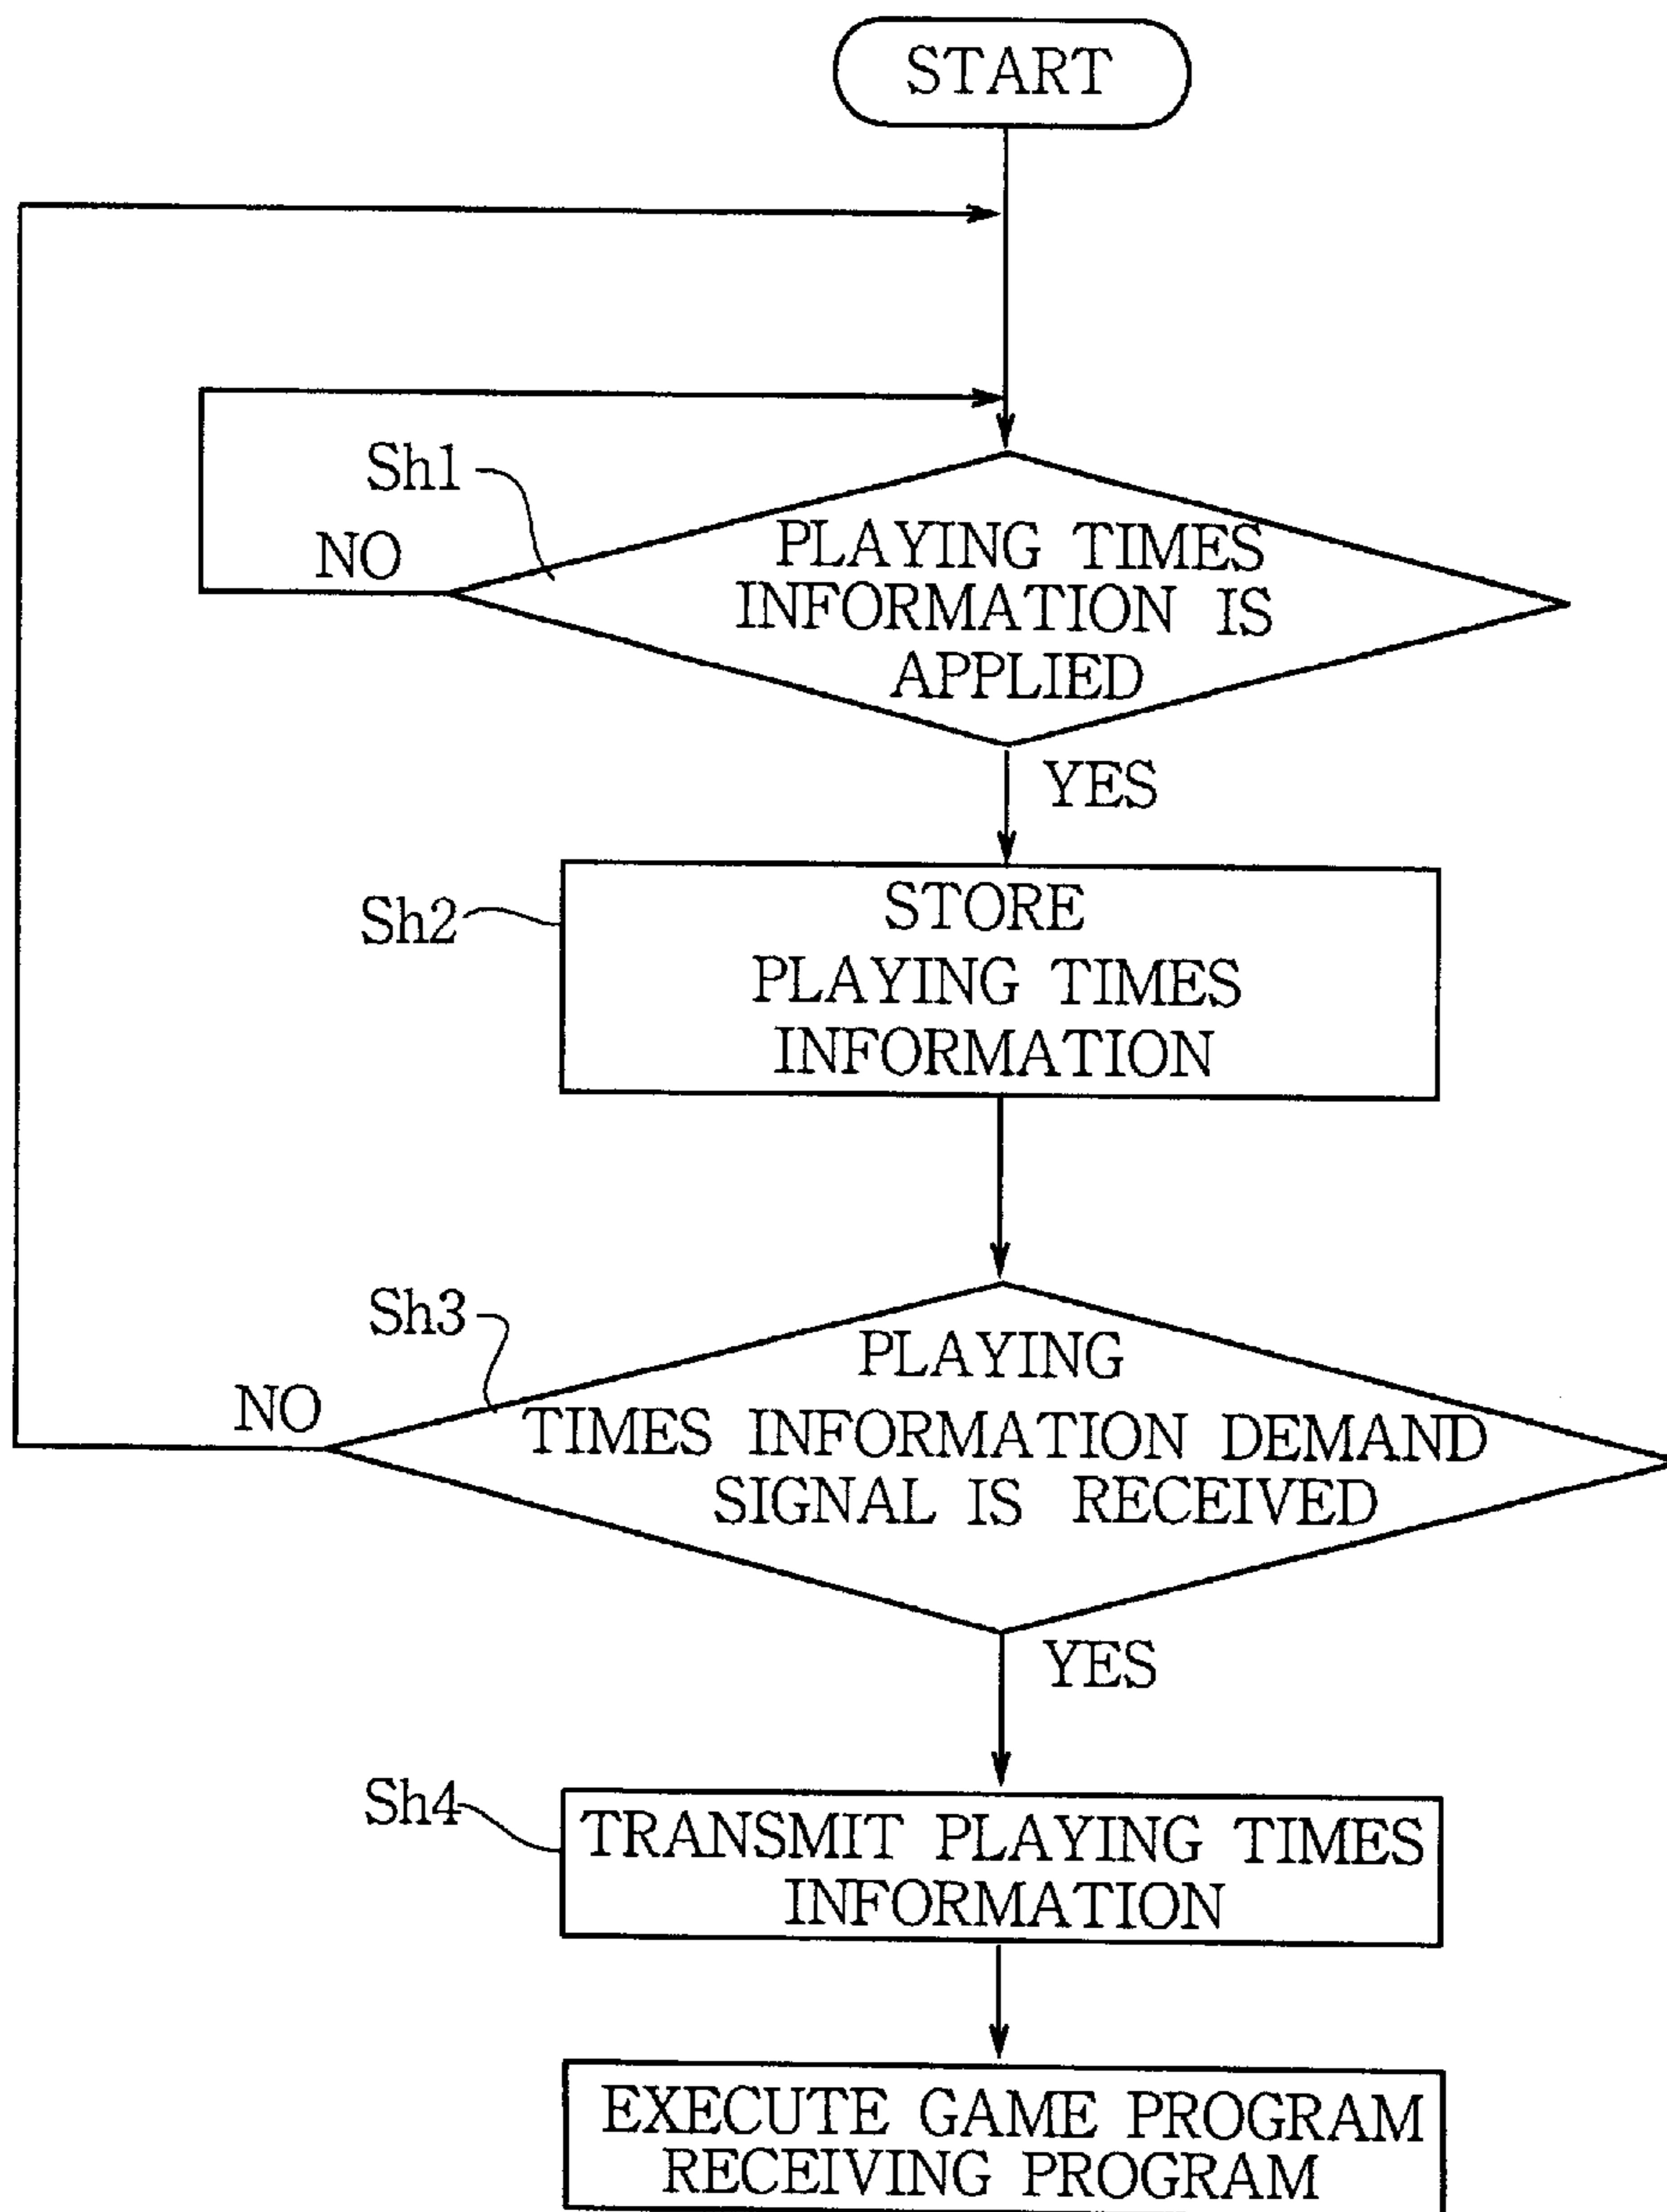 START
Sh1
NO
PLAYING TIMES
INFORMATION IS
APPLIED
YES
Sh2
STORE
PLAYING TIMES
INFORMATION
Sh3
NO
PLAYING
TIMES INFORMATION DEMAND
SIGNAL IS RECEIVED
YES
Sh4
TRANSMIT PLAYING TIMES
INFORMATION
EXECUTE GAME PROGRAM
RECEIVING PROGRAM